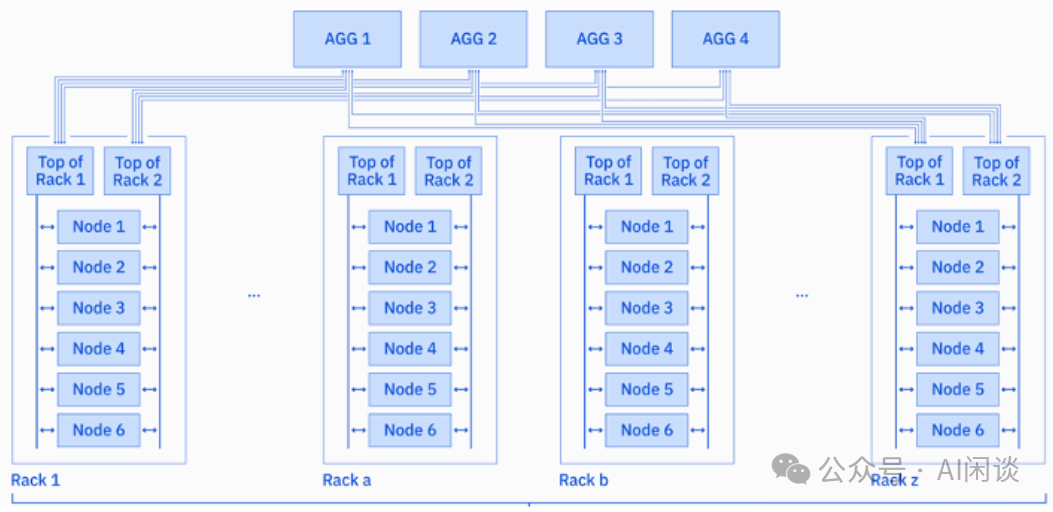 AGG 1
AGG 2
AGG 3
AGG 4
Top of
Rack 1
Top of
Rack 2
Node 1
Node 2
Node 3
Node 4
Node 5
Node 6
Rack 1
...
Top of
Rack 1
Top of
Rack 2
Node 1
Node 2
Node 3
Node 4
Node 5
Node 6
Rack a
Top of
Rack 1
Top of
Rack 2
Node 1
Node 2
Node 3
Node 4
Node 5
Node 6
Rack b
...
Top of
Rack 1
Top of
Rack 2
Node 1
Node 2
Node 3
Node 4
Node 5
Node 6
Rack z
公众号 · AI闲谈